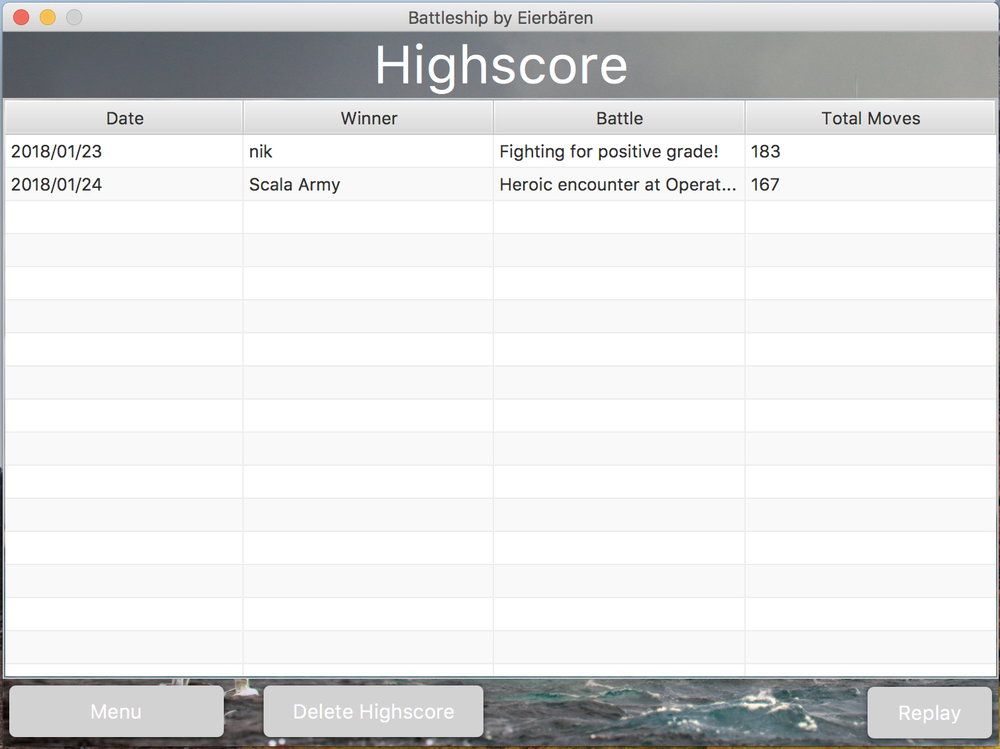 Battleship by Eierbären
Highscore
Date Winner Battle Total Moves
2018/01/23 nik Fighting for positive grade! 183
2018/01/24 Scala Army Heroic encounter at Operat... 167
Menu Delete Highscore Replay